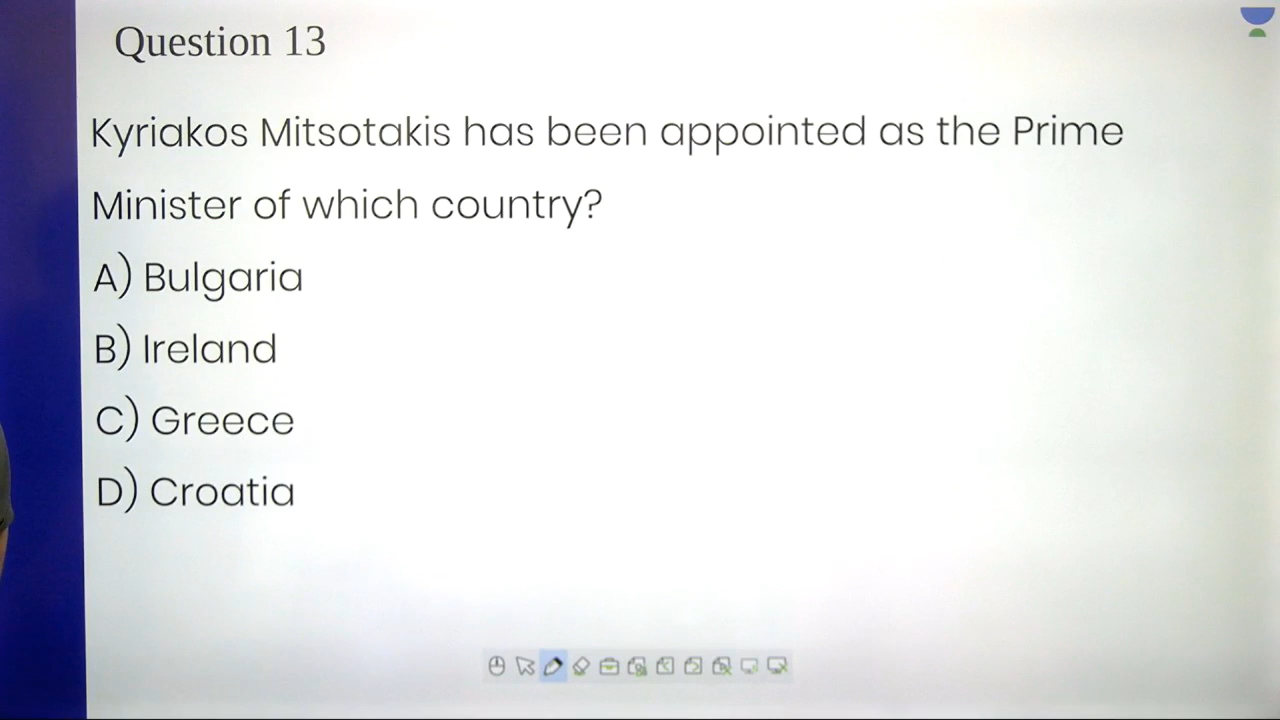 Question 13
Kyriakos Mitsotakis has been appointed as the Prime
Minister of which country?
A) Bulgaria
B) Ireland
C) Greece
D) Croatia